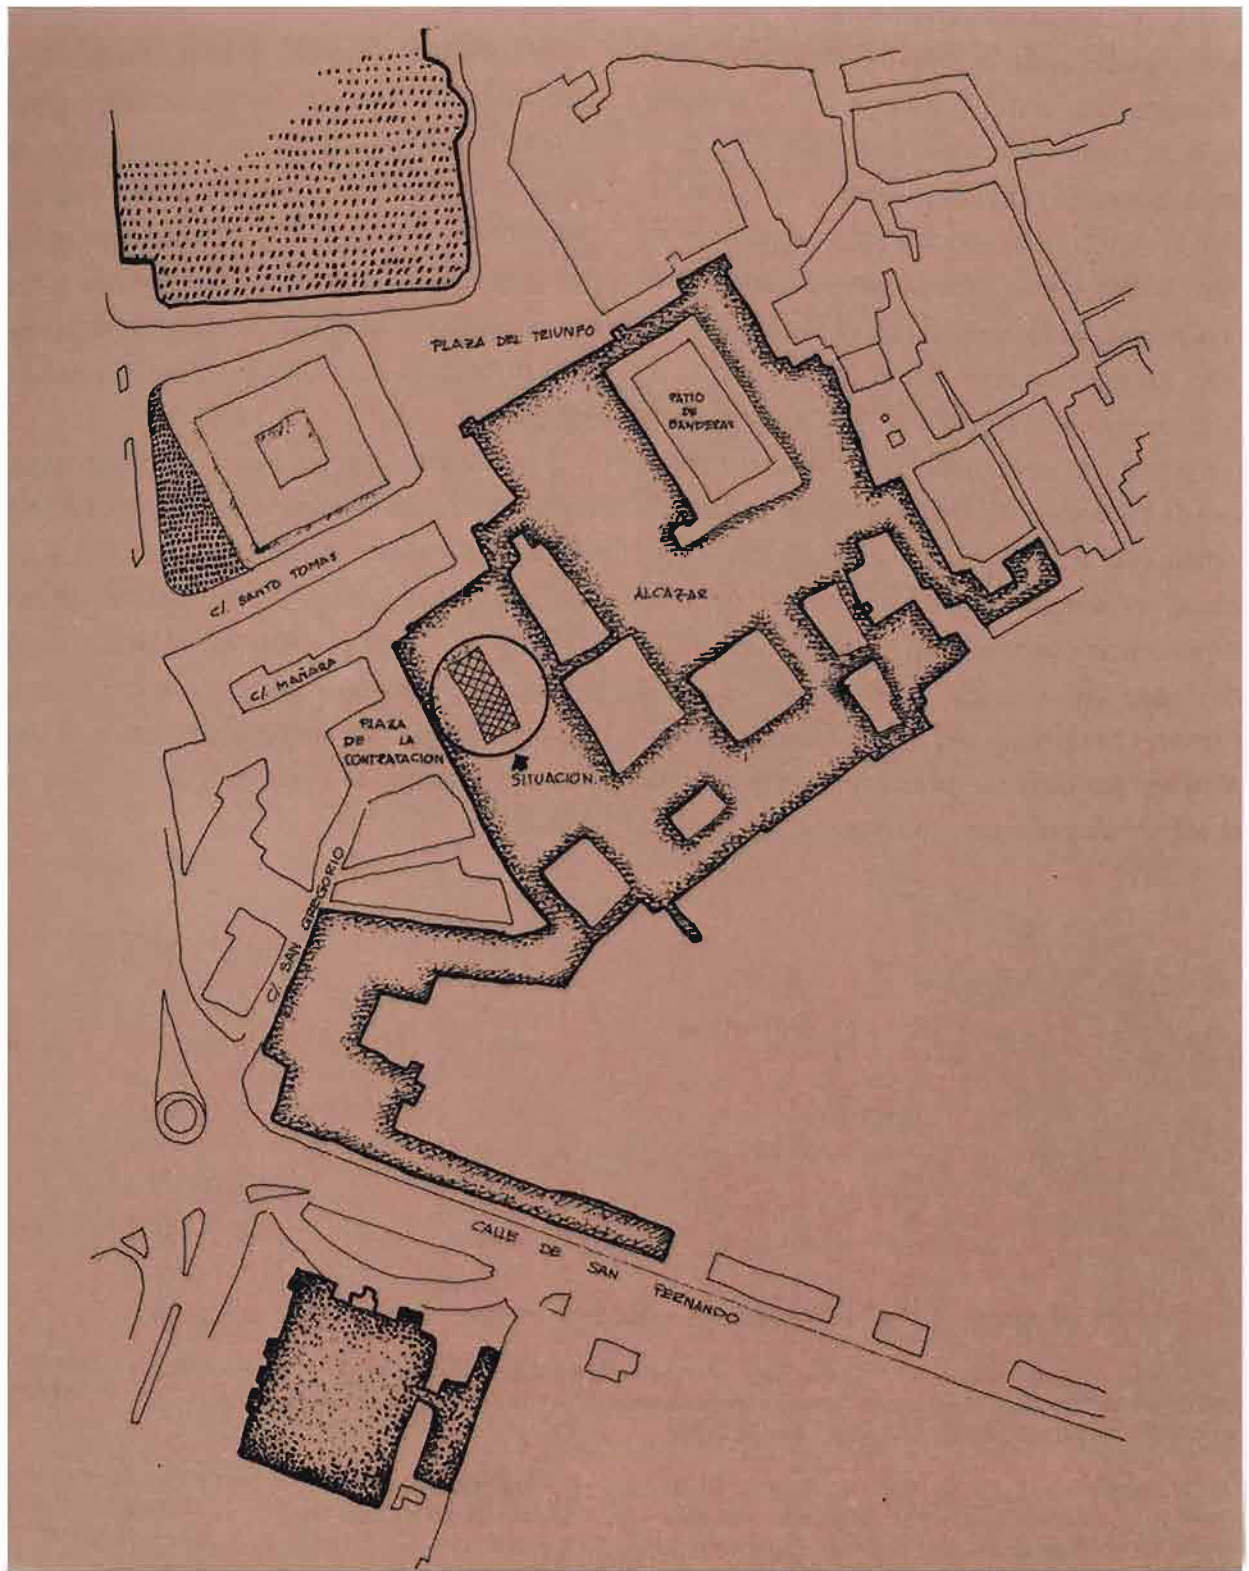 PLAZA DEL TRIUNFO
PATIO
DE
BANDERAS
c/. SANTO TOMAS
ALCAZAR
c/. MAÑARA
PLAZA
DE LA
CONTRATACION
SITUACION.
c/ SAN GREGORIO
CALLE DE SAN FERNANDO